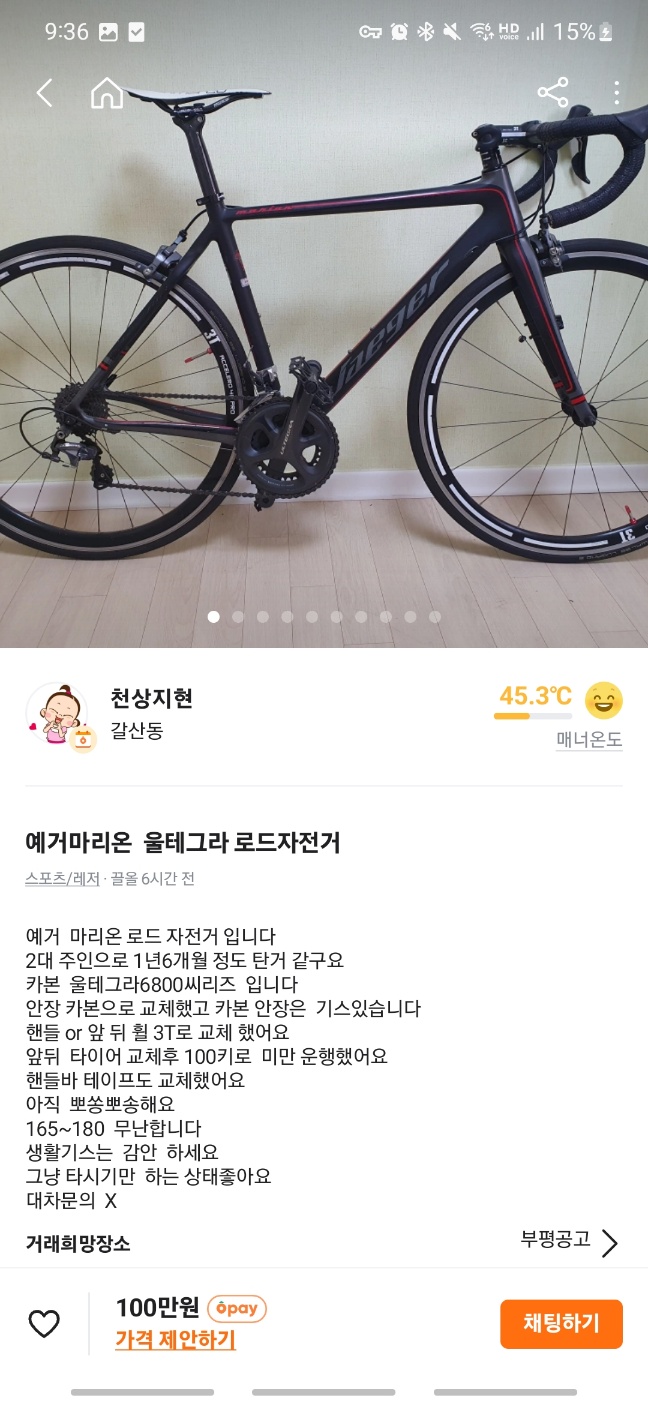 9:36
HD
VOICE
15%
marion
Jaeger
3T
ACCELERO 40 PRO
ULTEGRA
3T
천상지현
갈산동
45.3℃
매너온도
예거마리온 울테그라 로드자전거
스포츠/레저 · 끌올 6시간 전
예거 마리온 로드 자전거 입니다
2대 주인으로 1년6개월 정도 탄거 같구요
카본 울테그라6800씨리즈 입니다
안장 카본으로 교체했고 카본 안장은 기스있습니다
핸들 or 앞 뒤 휠 3T로 교체 했어요
앞뒤 타이어 교체후 100키로 미만 운행했어요
핸들바 테이프도 교체했어요
아직 뽀쏭뽀송해요
165~180 무난합니다
생활기스는 감안 하세요
그냥 타시기만 하는 상태좋아요
대차문의 X
거래희망장소 부평공고
100만원 pay
가격 제안하기
채팅하기